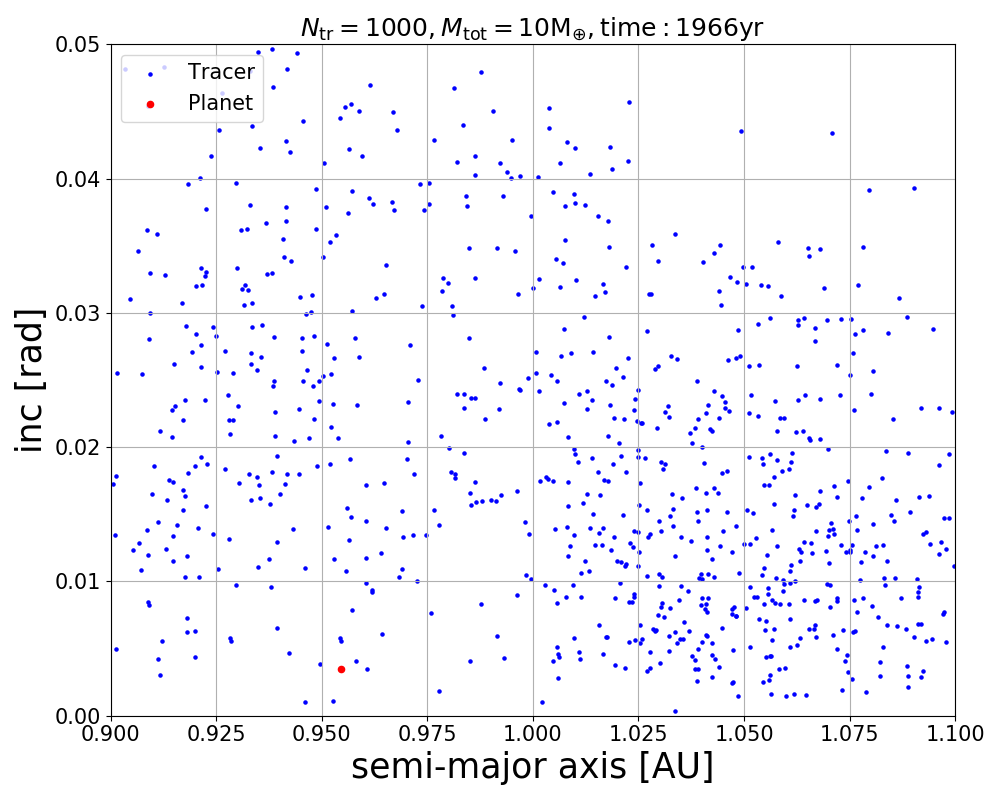 N_tr = 1000, M_tot = 10M_⊕, time : 1966yr
Tracer
Planet
0.05
0.04
0.03
0.02
0.01
0.00
inc [rad]
0.900 0.925 0.950 0.975 1.000 1.025 1.050 1.075 1.100
semi-major axis [AU]